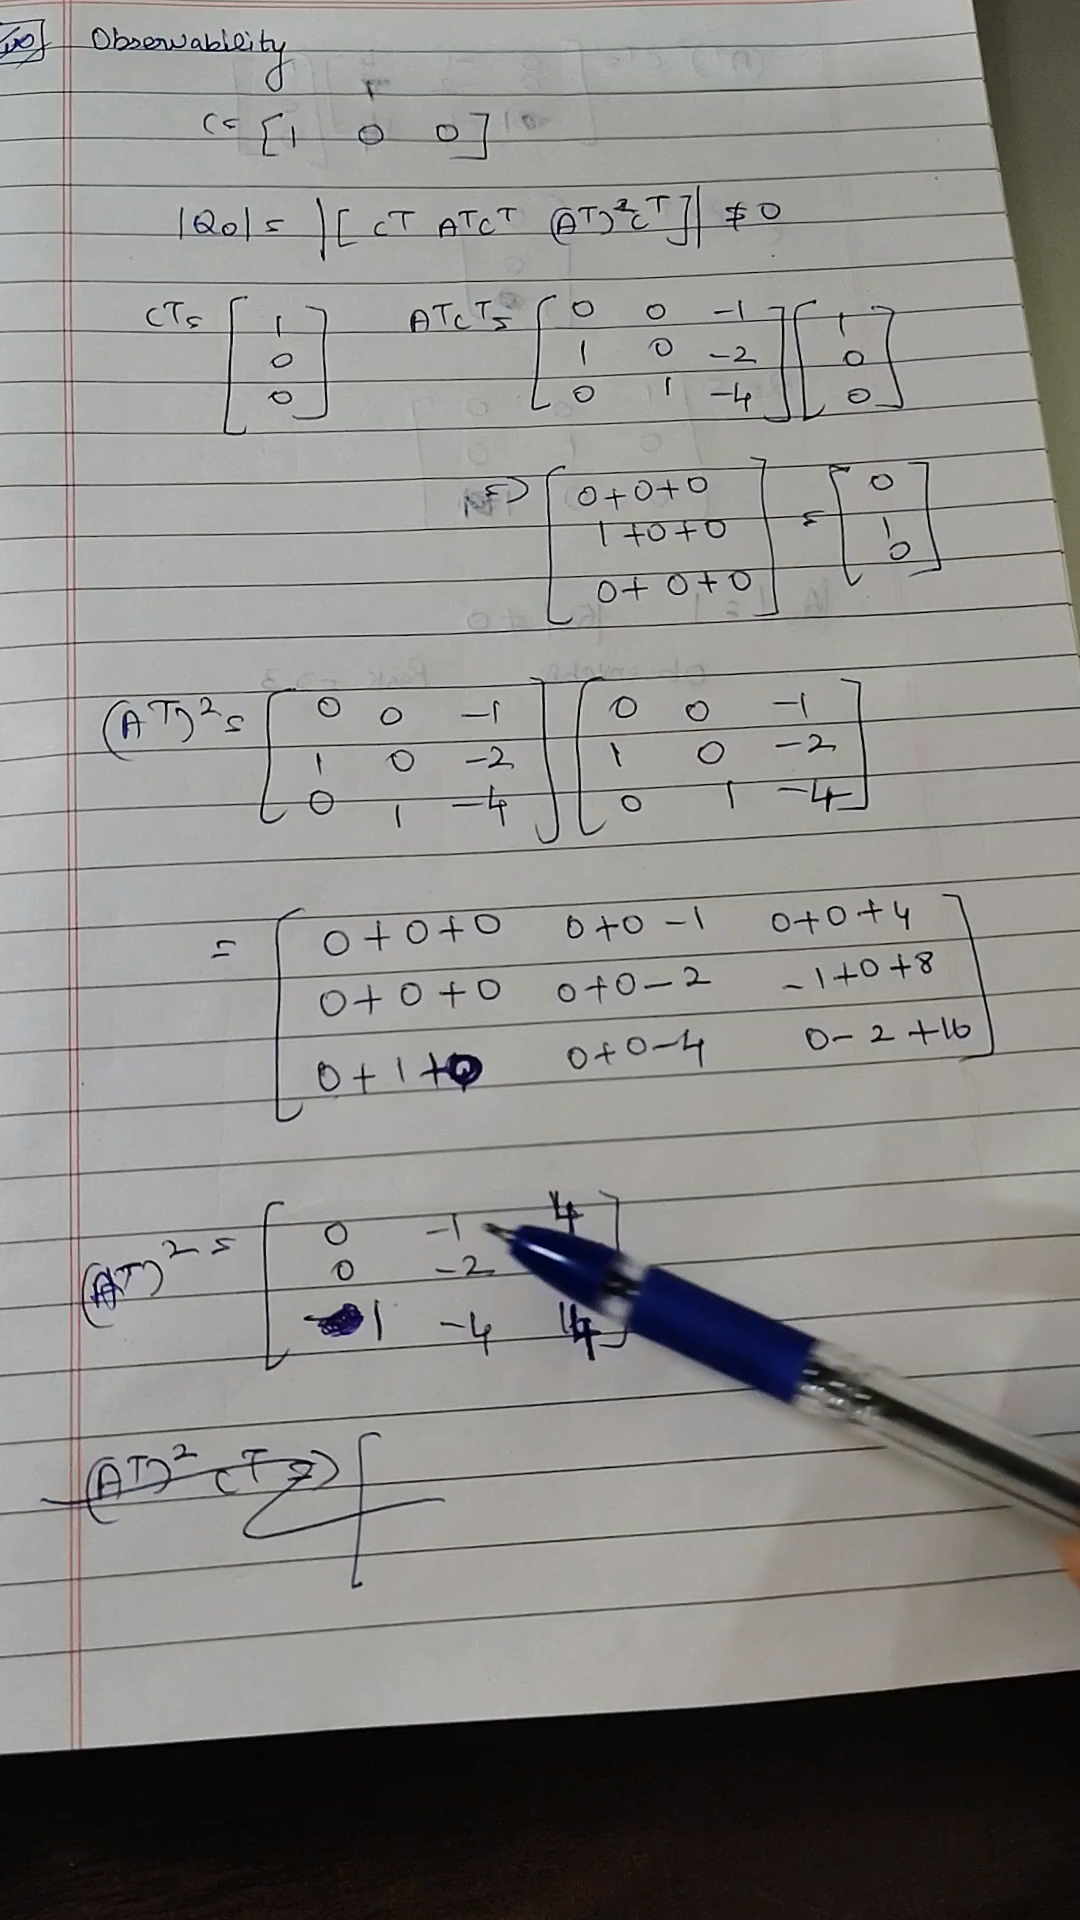 Observability
C= [1 0 0]
|Q0| = |[CT ATCT (AT)2CT]| ≠ 0
CT= [1 ATCT= [0 0 -1] [1
0 1 0 -2 0
0] 0 1 -4] 0]
=> [0+0+0] = [0
1+0+0 1
0+0+0] 0]
(AT)2= [0 0 -1] [0 0 -1]
1 0 -2 1 0 -2
0 1 -4 0 1 -4
= [0+0+0 0+0-1 0+0+4]
0+0+0 0+0-2 -1+0+8
0+1+0 0+0-4 0-2+16
(AT)2= [0 -1 4]
0 -2
1 -4 14
(AT)2 CT => [